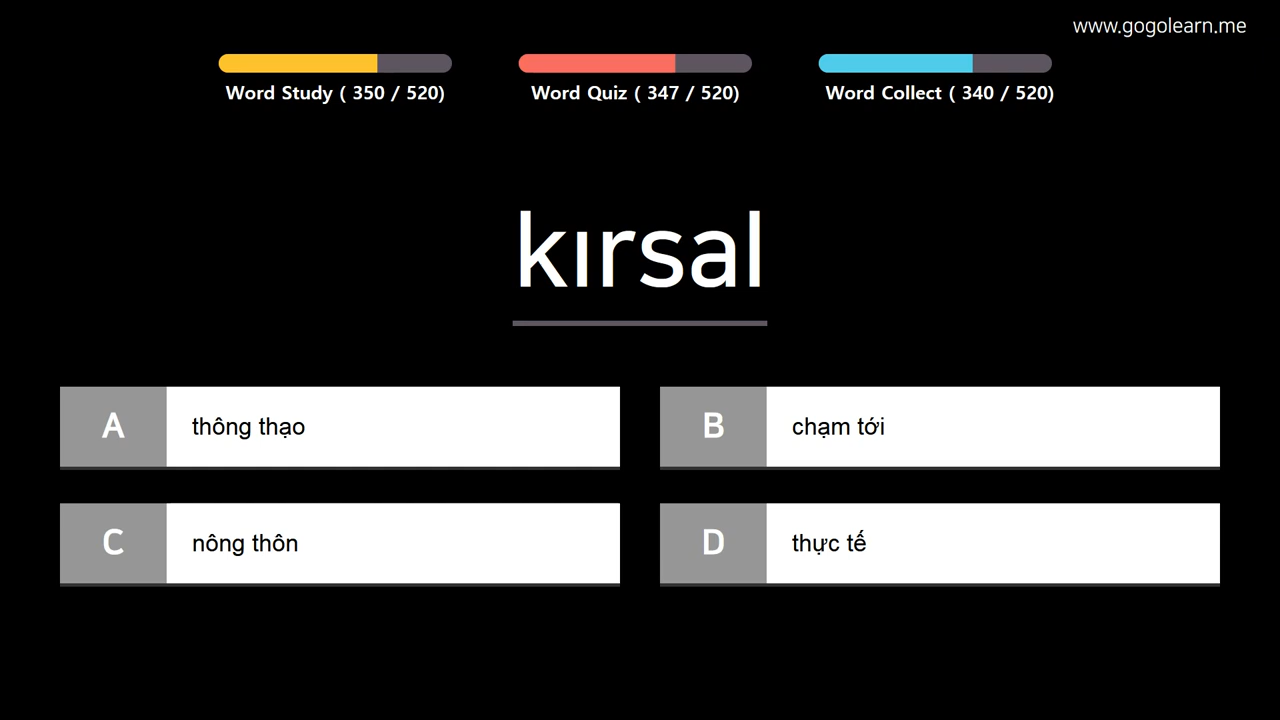 www.gogolearn.me
Word Study ( 350 / 520)
Word Quiz ( 347 / 520)
Word Collect ( 340 / 520)
kırsal
A
thông thạo
B
chạm tới
C
nông thôn
D
thực tế